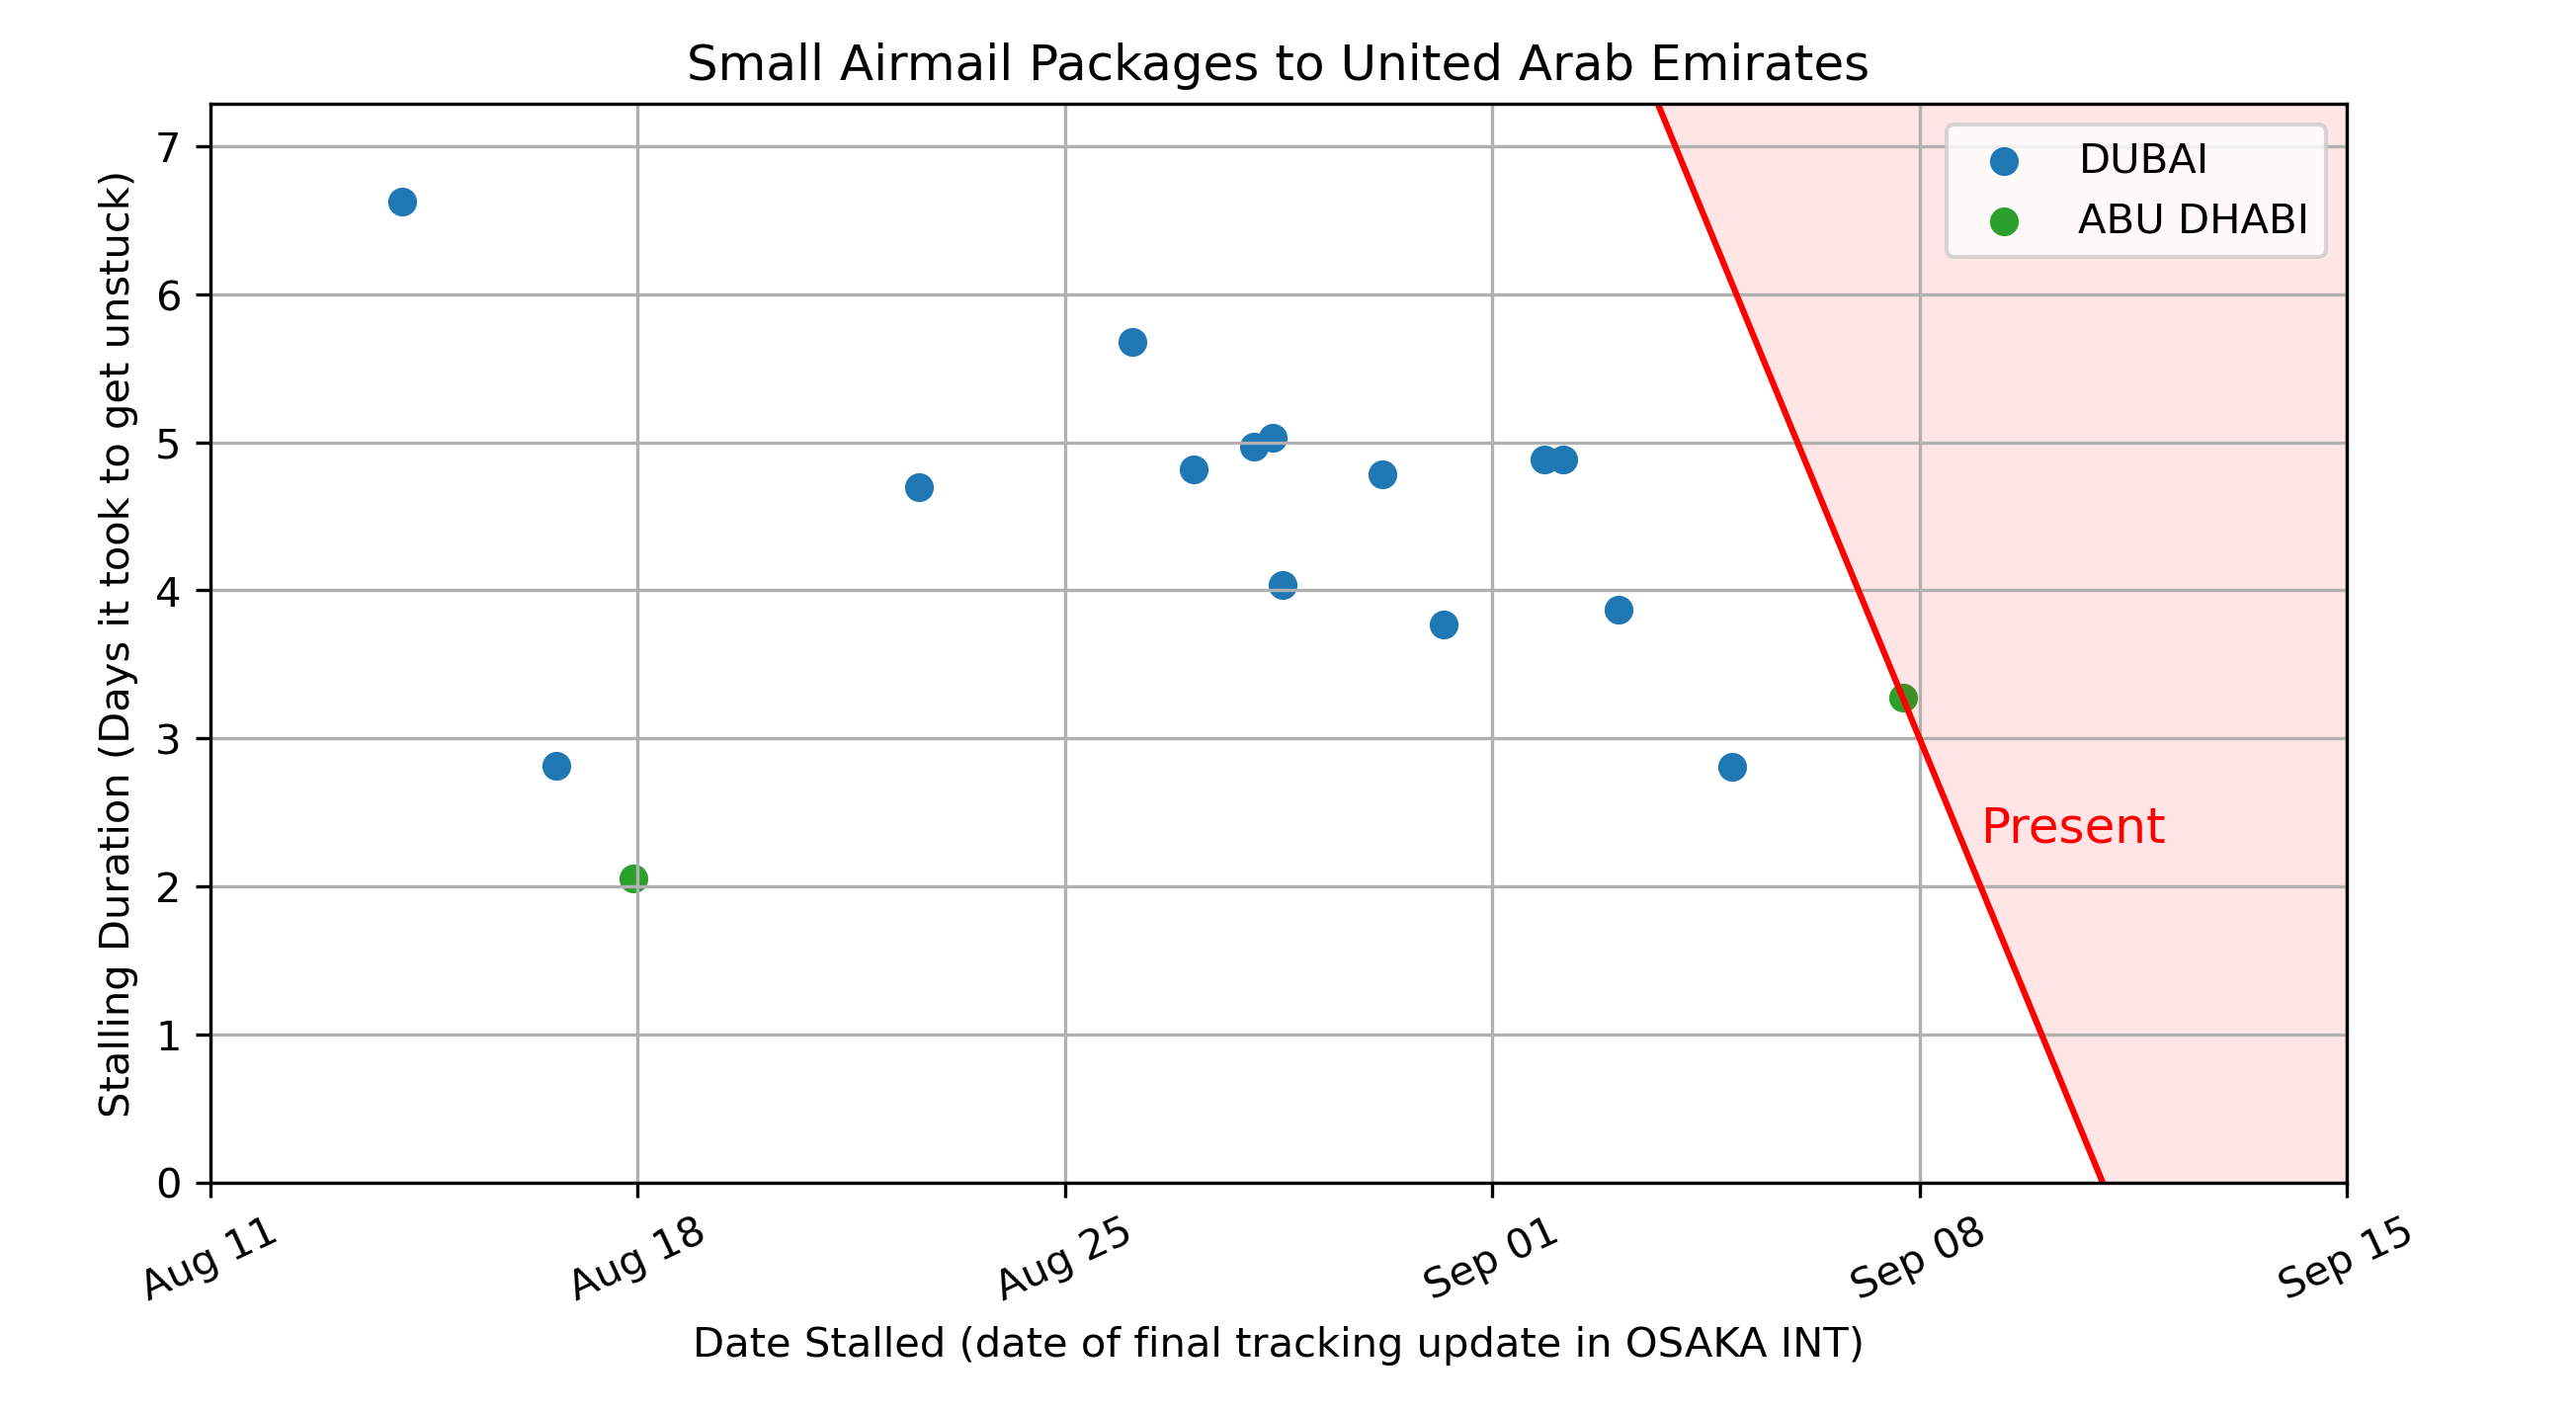 Small Airmail Packages to United Arab Emirates
Stalling Duration (Days it took to get unstuck)
7
6
5
4
3
2
1
0
DUBAI
ABU DHABI
Present
Aug 11
Aug 18
Aug 25
Sep 01
Sep 08
Sep 15
Date Stalled (date of final tracking update in OSAKA INT)